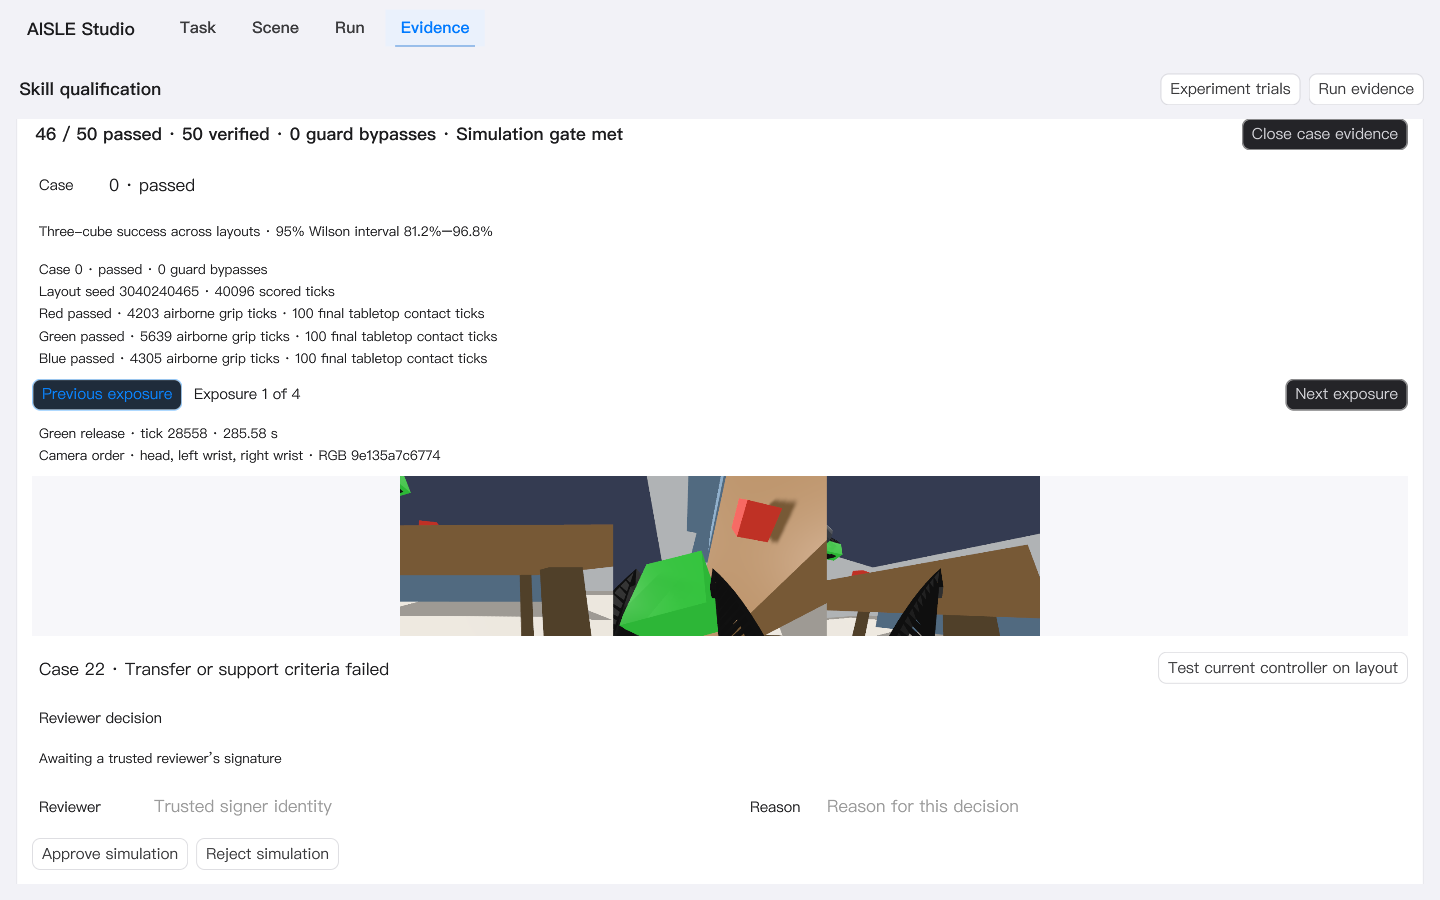 AISLE Studio Task Scene Run Evidence
Skill qualification Experiment trials Run evidence
46 / 50 passed · 50 verified · 0 guard bypasses · Simulation gate met Close case evidence
Case 0 · passed
Three-cube success across layouts · 95% Wilson interval 81.2%–96.8%
Case 0 · passed · 0 guard bypasses
Layout seed 3040240465 · 40096 scored ticks
Red passed · 4203 airborne grip ticks · 100 final tabletop contact ticks
Green passed · 5639 airborne grip ticks · 100 final tabletop contact ticks
Blue passed · 4305 airborne grip ticks · 100 final tabletop contact ticks
Previous exposure Exposure 1 of 4 Next exposure
Green release · tick 28558 · 285.58 s
Camera order · head, left wrist, right wrist · RGB 9e135a7c6774
Case 22 · Transfer or support criteria failed Test current controller on layout
Reviewer decision
Awaiting a trusted reviewer's signature
Reviewer Trusted signer identity Reason Reason for this decision
Approve simulation Reject simulation